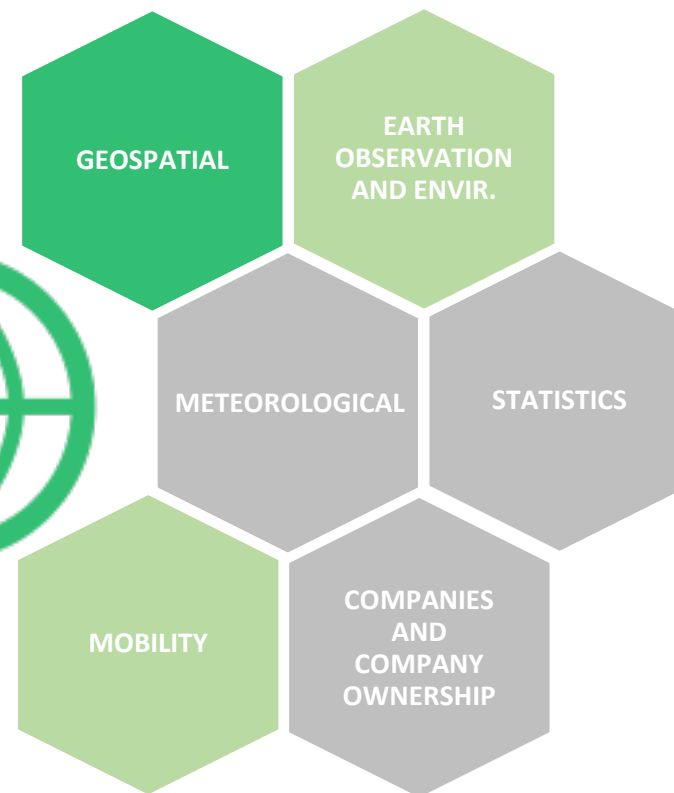 GEOSPATIAL
EARTH
OBSERVATION
AND ENVIR.
METEOROLOGICAL
STATISTICS
MOBILITY
COMPANIES
AND
COMPANY
OWNERSHIP